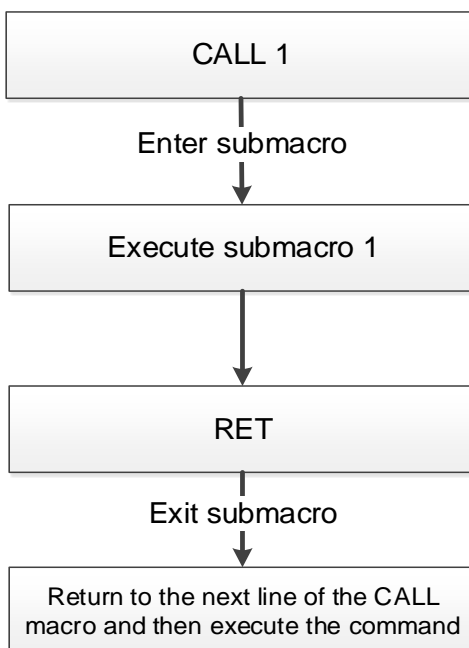 CALL 1
Enter submacro
Execute submacro 1
RET
Exit submacro
Return to the next line of the CALL
macro and then execute the command